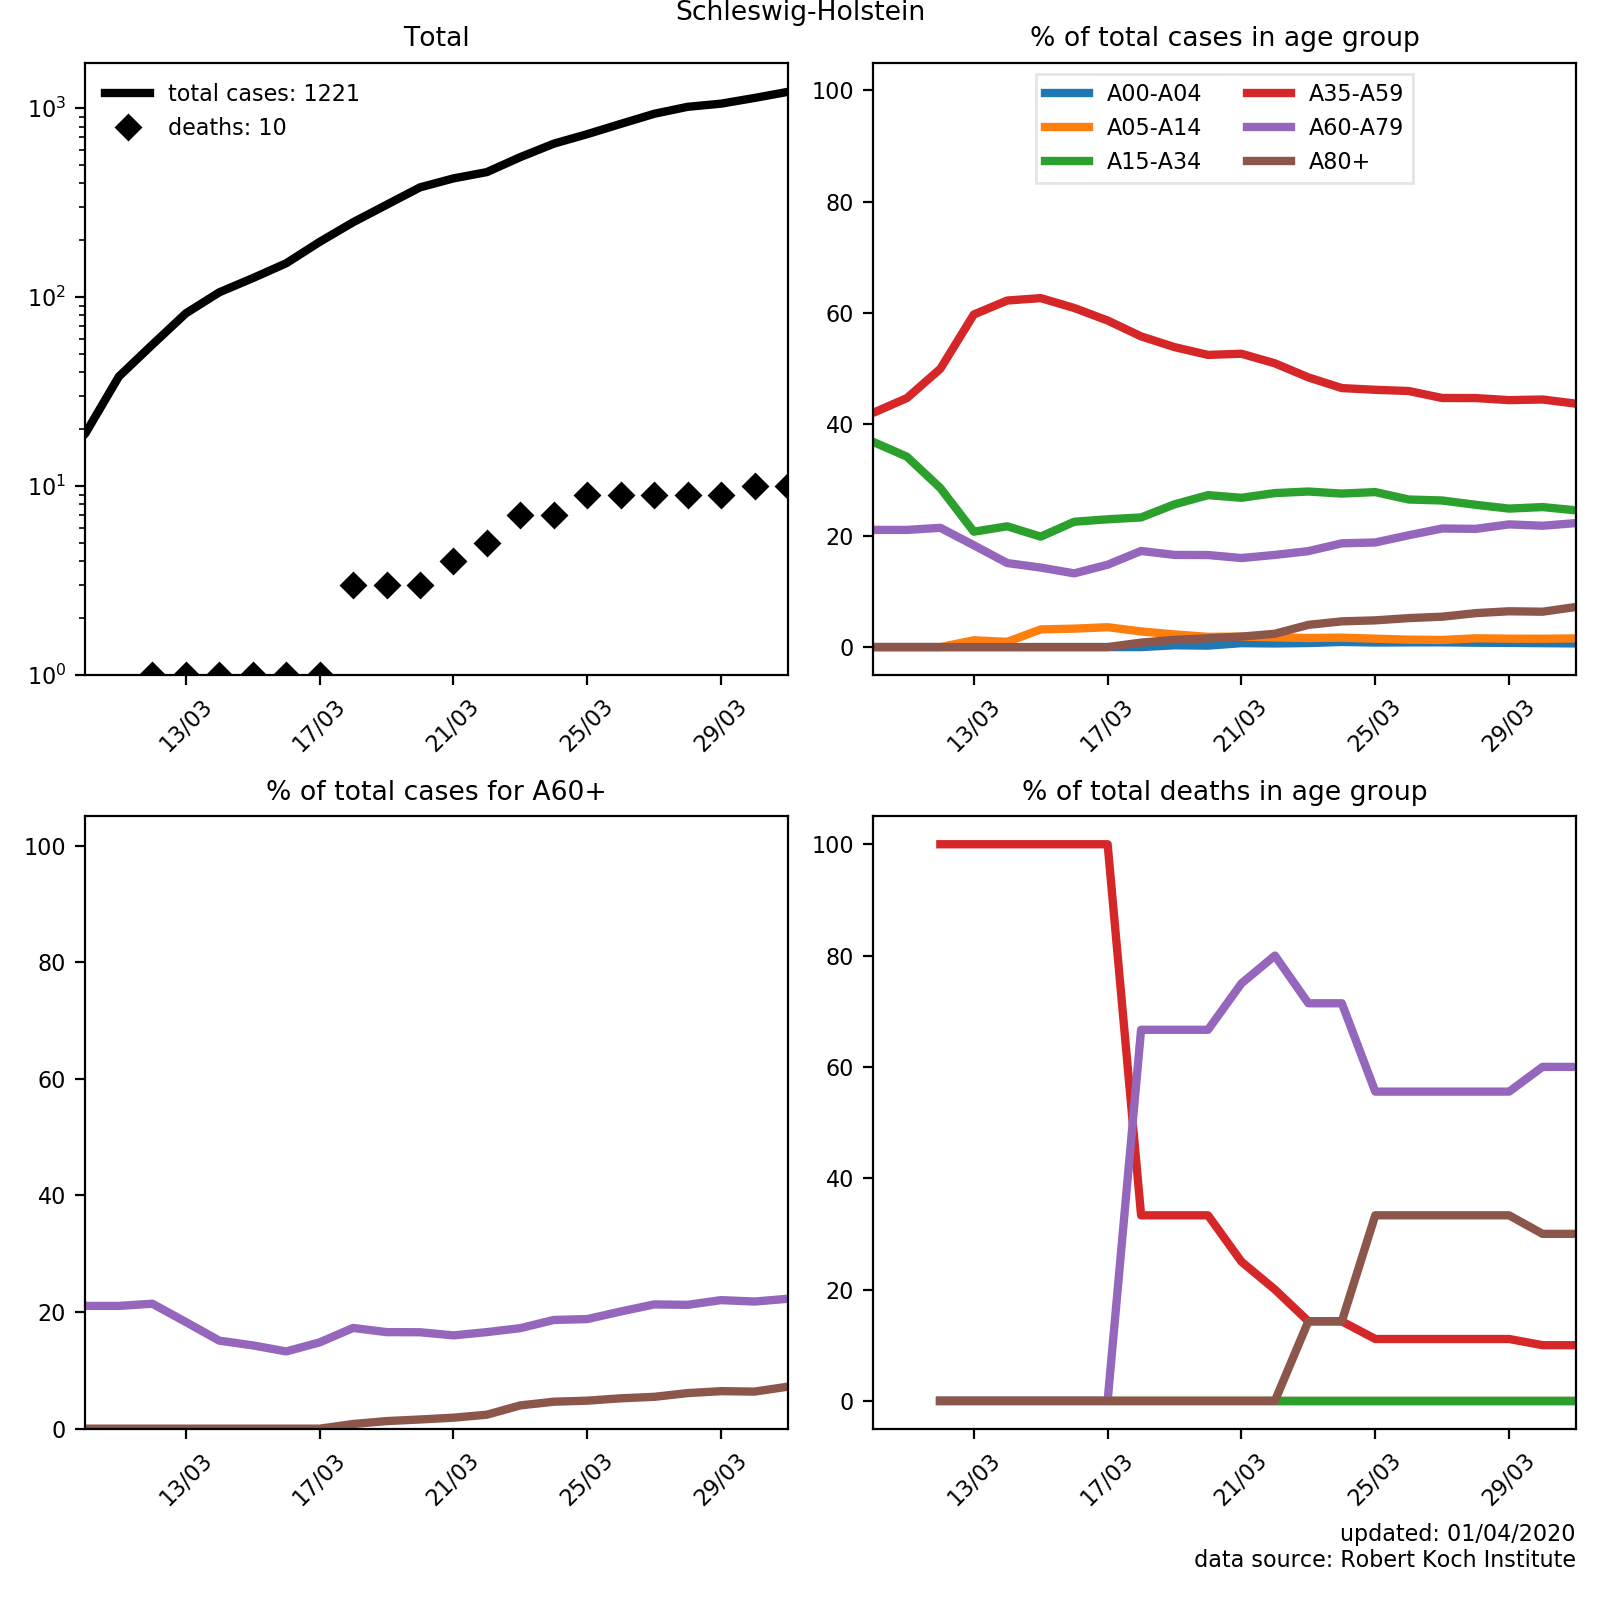 Schleswig-Holstein
Total
total cases: 1221
deaths: 10
10³
10²
10¹
10⁰
13/03
17/03
21/03
25/03
29/03
% of total cases in age group
A00-A04
A05-A14
A15-A34
A35-A59
A60-A79
A80+
100
80
60
40
20
0
13/03
17/03
21/03
25/03
29/03
% of total cases for A60+
100
80
60
40
20
0
13/03
17/03
21/03
25/03
29/03
% of total deaths in age group
100
80
60
40
20
0
13/03
17/03
21/03
25/03
29/03
updated: 01/04/2020
data source: Robert Koch Institute